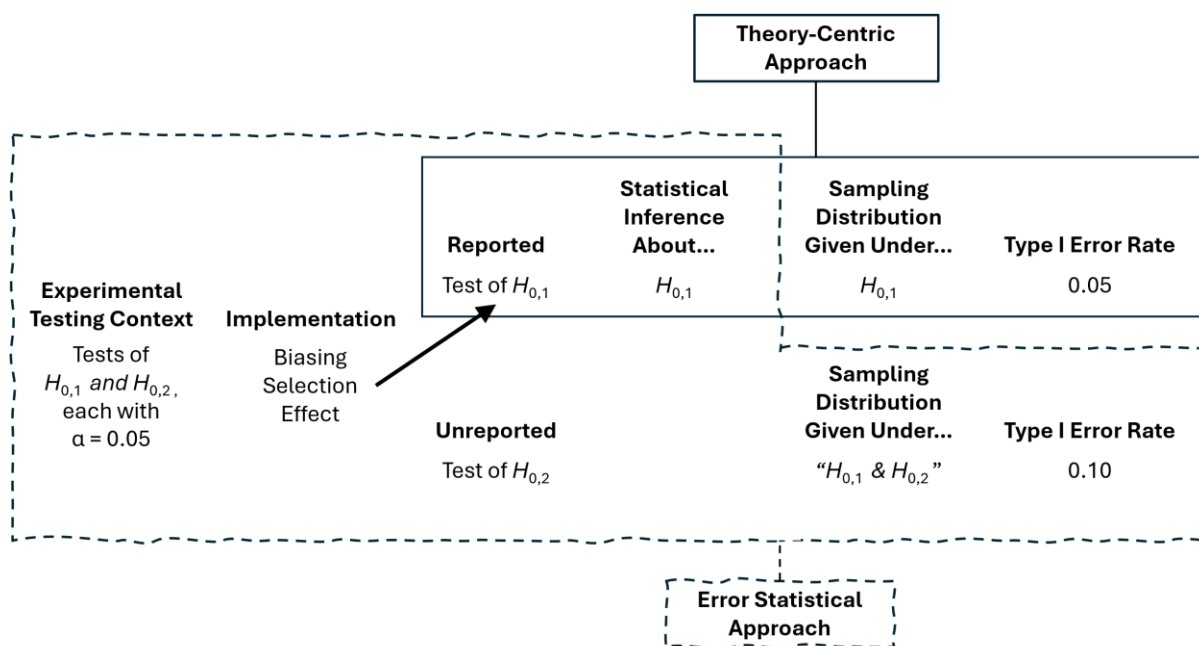 Theory-Centric
Approach
Statistical
Inference
About...
Sampling
Distribution
Given Under...
Reported
Type I Error Rate
Test of H0,1
H0,1
H0,1
0.05
Experimental
Testing Context
Implementation
Tests of
H0,1 and H0,2 ,
each with
α = 0.05
Biasing
Selection
Effect
Sampling
Distribution
Given Under...
Unreported
Type I Error Rate
Test of H0,2
“H0,1 & H0,2”
0.10
Error Statistical
Approach